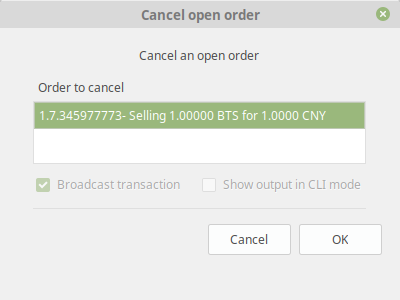 Cancel open order
Cancel an open order
Order to cancel
1.7.345977773- Selling 1.00000 BTS for 1.0000 CNY
Broadcast transaction
Show output in CLI mode
Cancel
OK